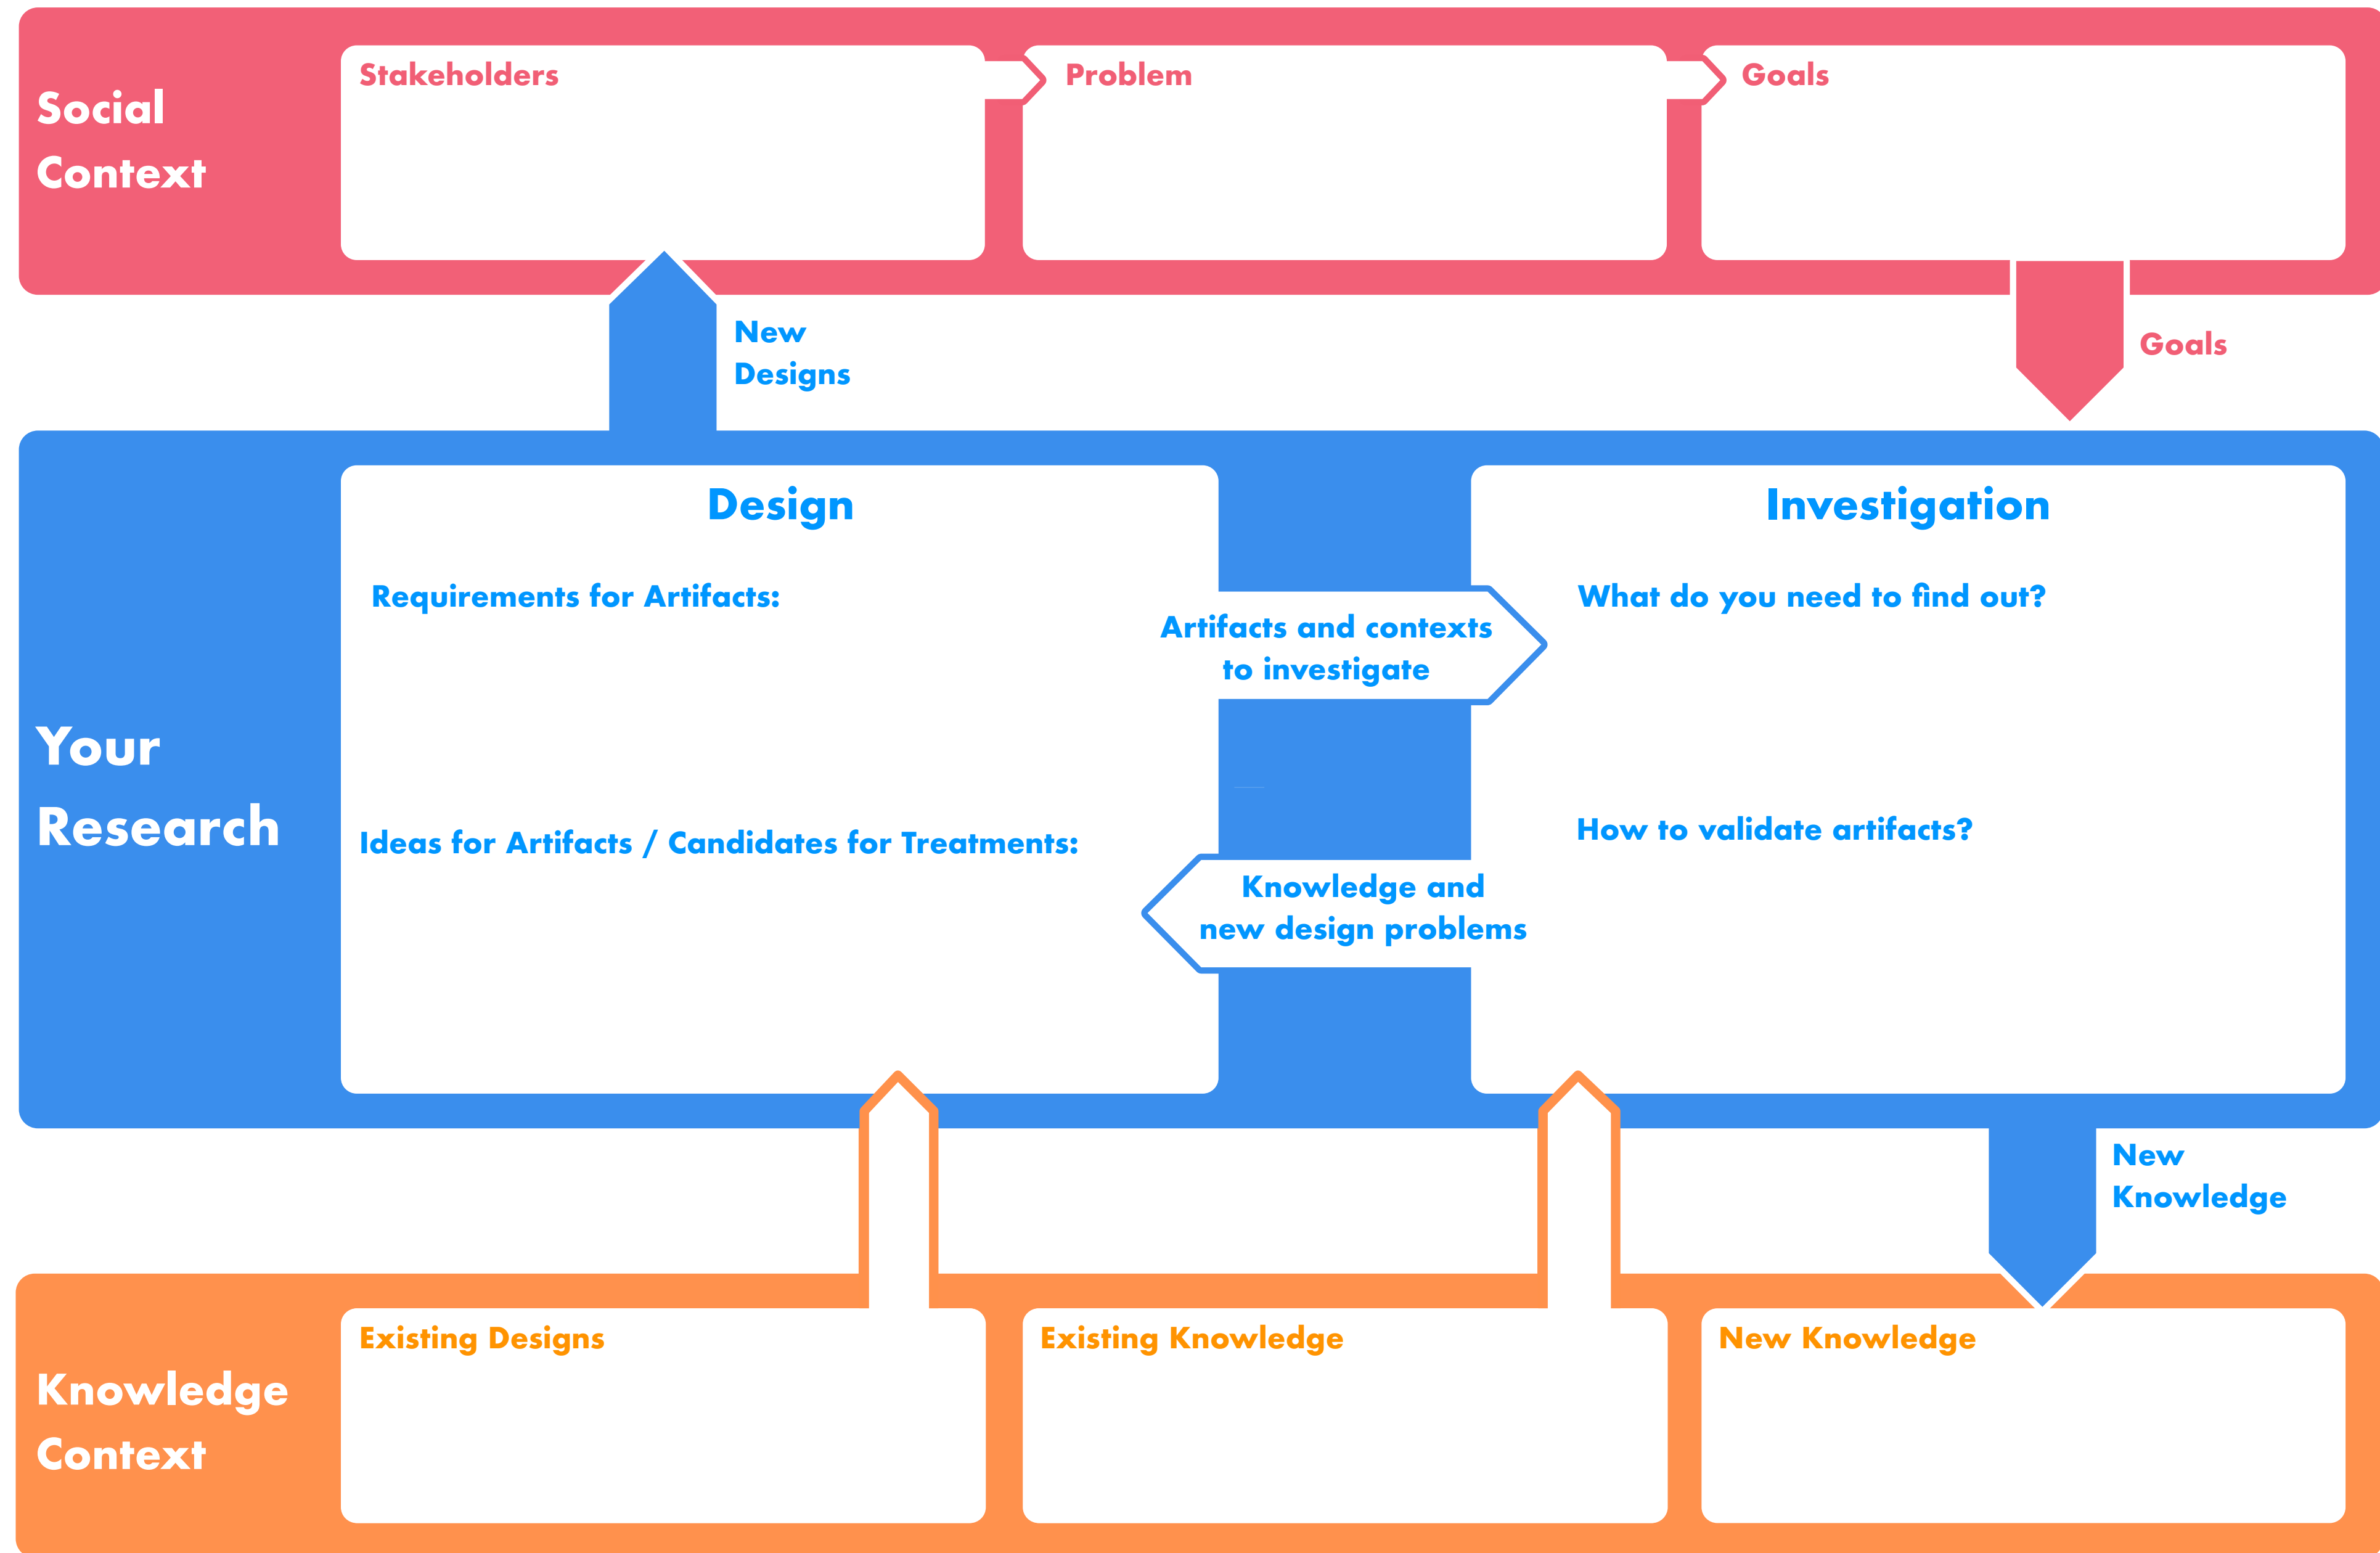 Social
Context
Stakeholders
Problem
Goals
New
Designs
Goals
Your
Research
Design
Requirements for Artifacts:
Ideas for Artifacts / Candidates for Treatments:
Artifacts and contexts
to investigate
Knowledge and
new design problems
Investigation
What do you need to find out?
How to validate artifacts?
New
Knowledge
Knowledge
Context
Existing Designs
Existing Knowledge
New Knowledge